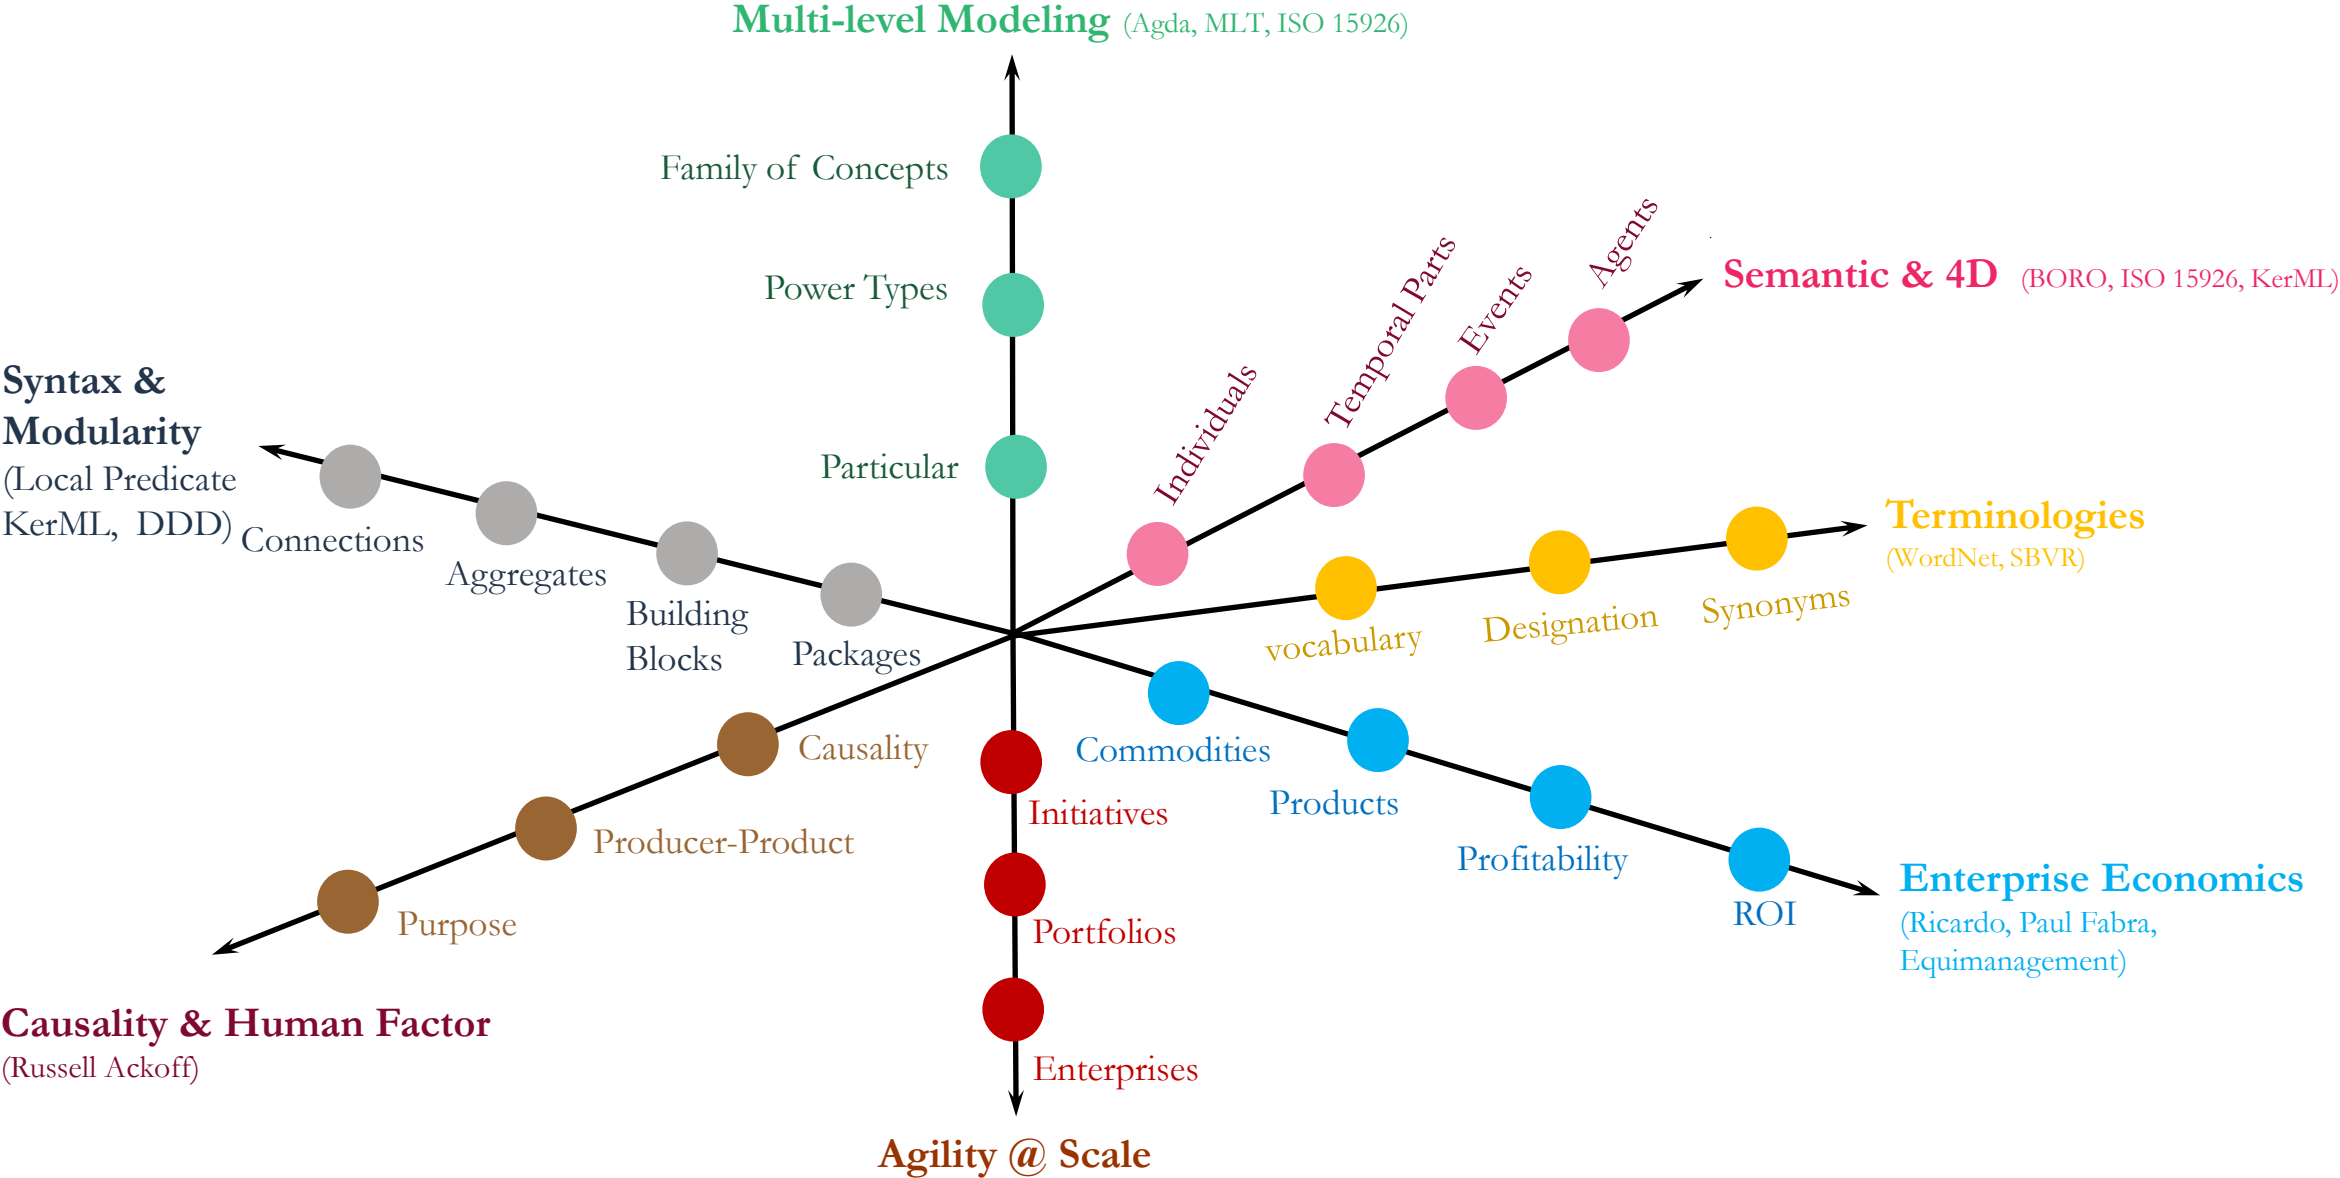 Multi-level Modeling (Agda, MLT, ISO 15926)
Family of Concepts
Power Types
Particular
Individuals
Temporal Parts
Events
Agents
Semantic & 4D (BORO, ISO 15926, KerML)
Syntax &
Modularity
(Local Predicate
KerML, DDD)
Connections
Aggregates
Building
Blocks
Packages
Terminologies
(WordNet, SBVR)
vocabulary
Designation
Synonyms
Commodities
Products
Profitability
ROI
Enterprise Economics
(Ricardo, Paul Fabra,
Equimanagement)
Causality
Producer-Product
Purpose
Causality & Human Factor
(Russell Ackoff)
Initiatives
Portfolios
Enterprises
Agility @ Scale